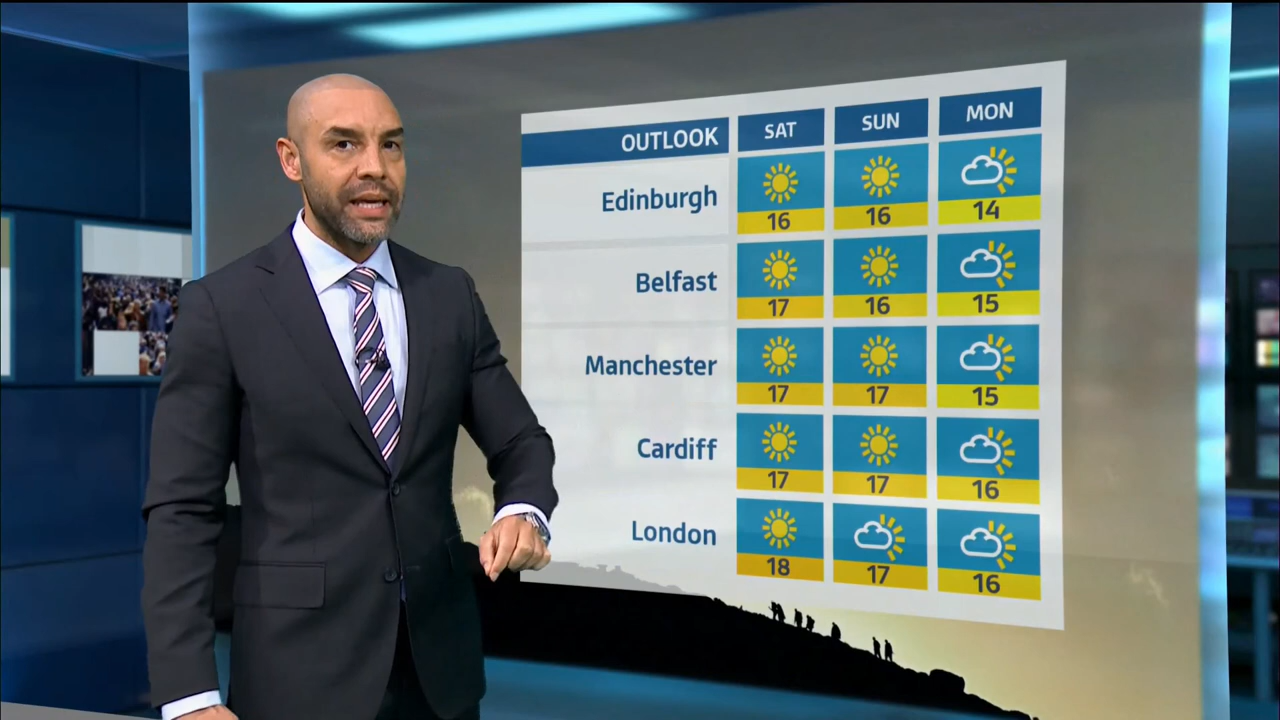 OUTLOOK SAT SUN MON
Edinburgh 16 16 14
Belfast 17 16 15
Manchester 17 17 15
Cardiff 17 17 16
London 18 17 16